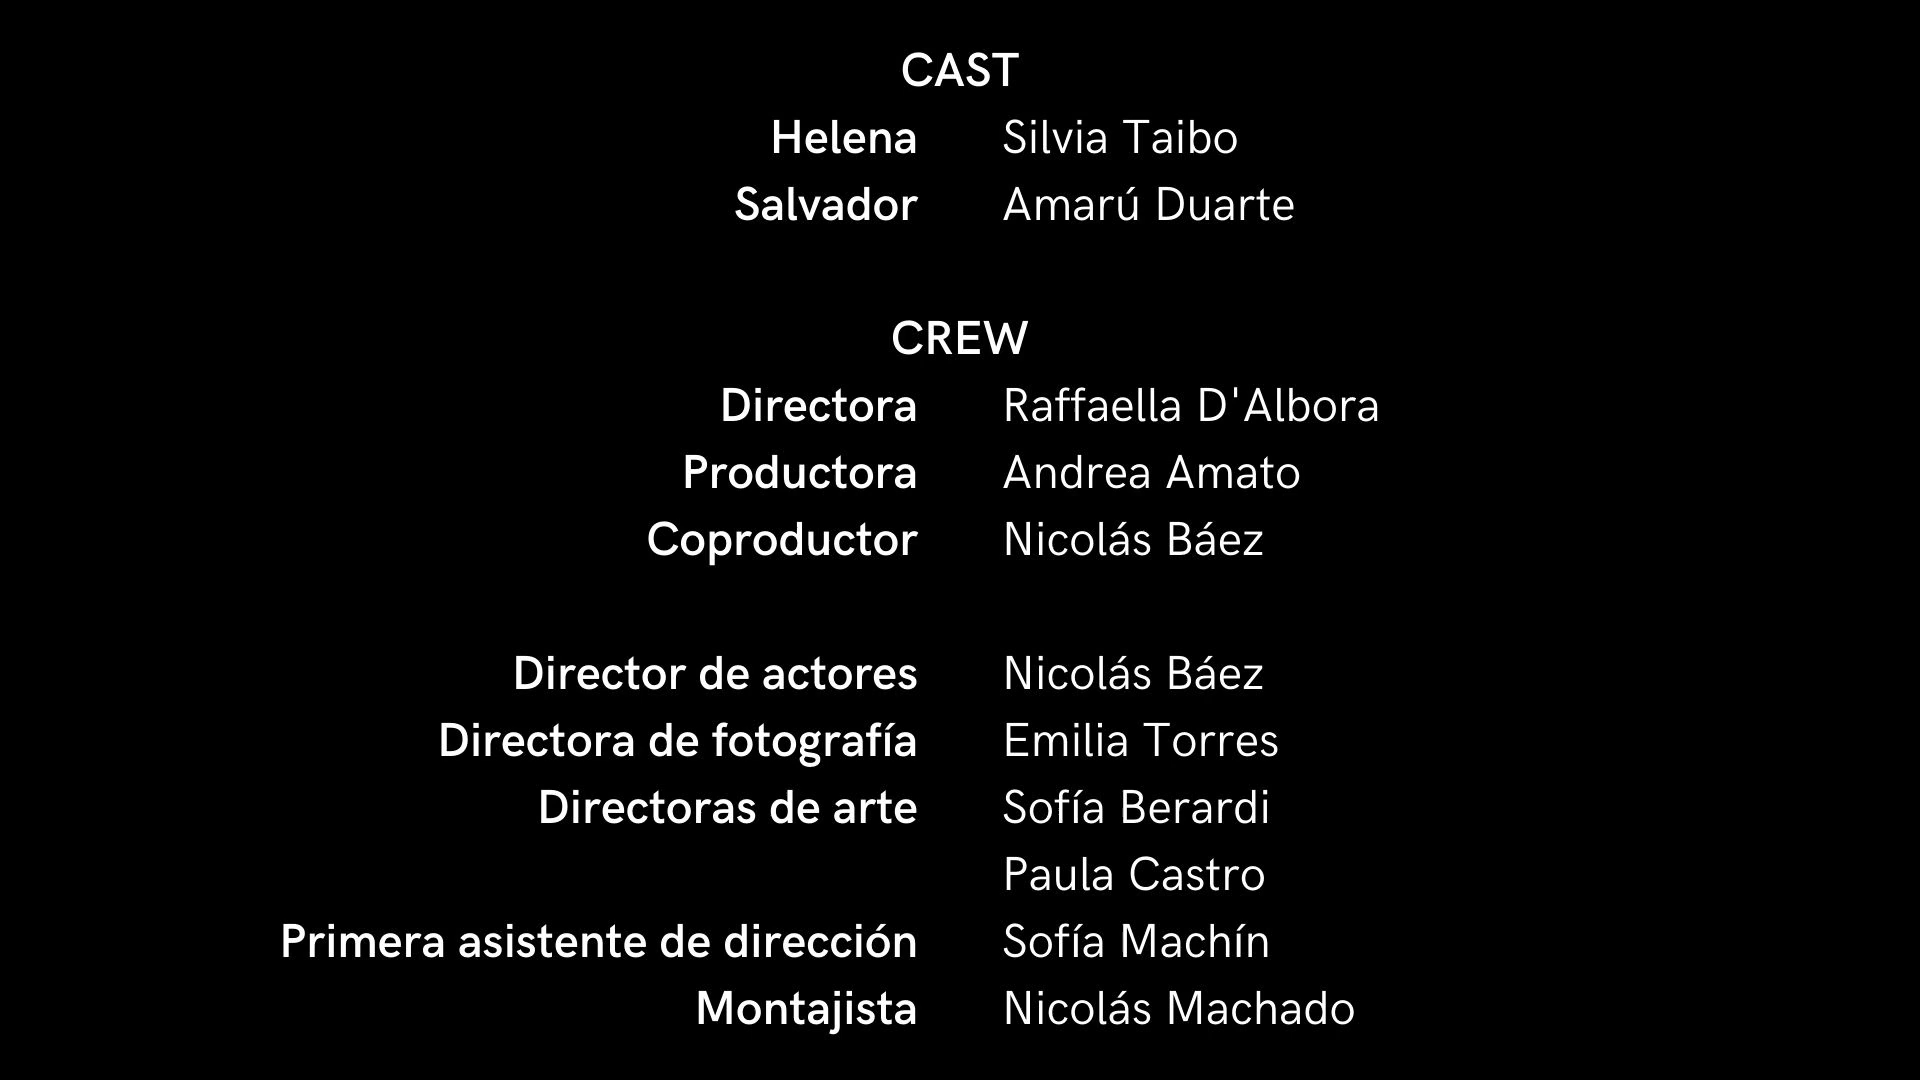 CAST
Helena Silvia Taibo
Salvador Amarú Duarte
CREW
Directora Raffaella D'Albora
Productora Andrea Amato
Coproductor Nicolás Báez
Director de actores Nicolás Báez
Directora de fotografía Emilia Torres
Directoras de arte Sofía Berardi
Paula Castro
Primera asistente de dirección Sofía Machín
Montajista Nicolás Machado